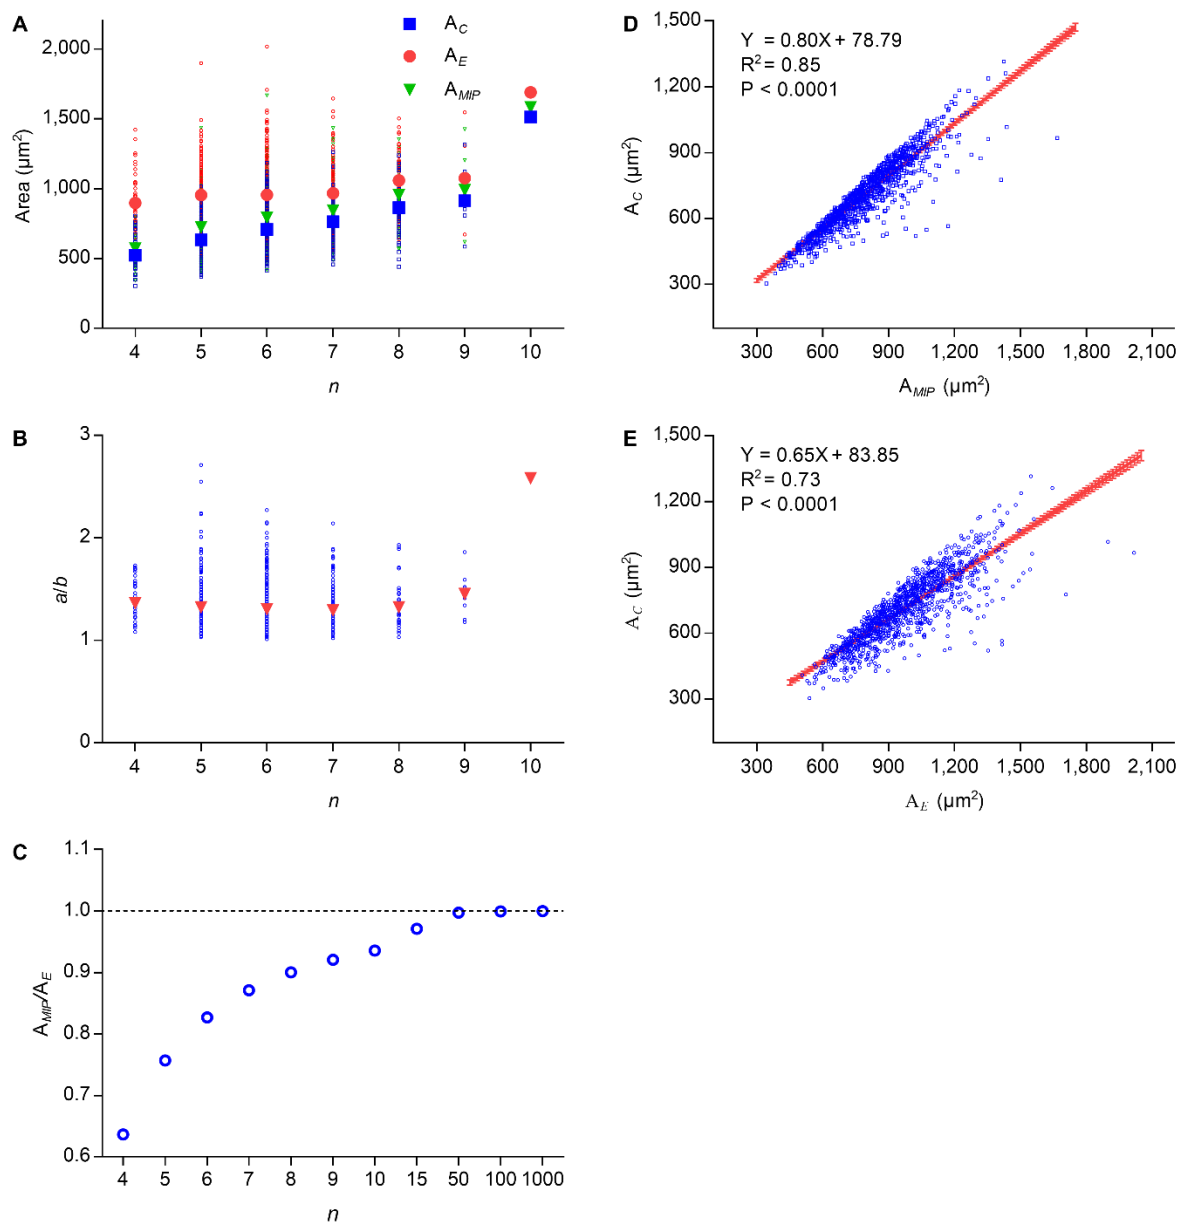 A
2,000
1,500
1,000
500
0
Area (µm²)
A_C
A_E
A_MIP
4 5 6 7 8 9 10
n
D
1,500
1,200
900
600
300
A_C (µm²)
Y = 0.80X + 78.79
R² = 0.85
P < 0.0001
300 600 900 1,200 1,500 1,800 2,100
A_MIP (µm²)
B
3
2
1
0
a/b
4 5 6 7 8 9 10
n
E
1,500
1,200
900
600
300
A_C (µm²)
Y = 0.65X + 83.85
R² = 0.73
P < 0.0001
300 600 900 1,200 1,500 1,800 2,100
A_E (µm²)
C
1.1
1.0
0.9
0.8
0.7
0.6
A_MIP/A_E
4 5 6 7 8 9 10 15 50 100 1000
n